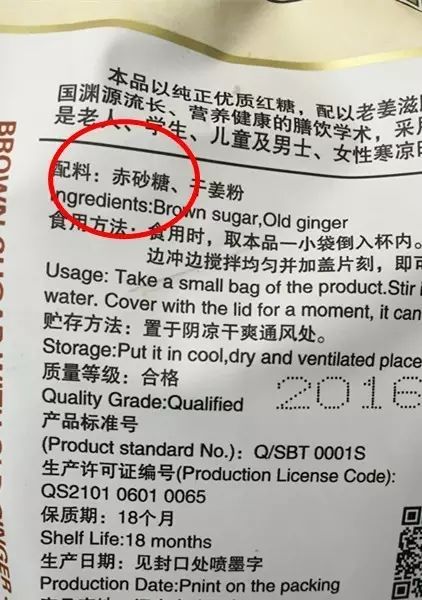 本品以纯正优质红糖,配以老姜滋
国渊源流长、营养健康的膳饮学术,采
是老人、学生、儿童及男士、女性寒凉
配料:赤砂糖、干姜粉
Ingredients:Brown sugar,Old ginger
食用方法:食用时,取本品一小袋倒入杯内。
边冲边搅拌均匀并加盖片刻,即可
Usage: Take a small bag of the product.Stir
water. Cover with the lid for a moment, it can
贮存方法:置于阴凉干爽通风处。
Storage:Put it in cool,dry and ventilated place
质量等级:合格
Quality Grade:Qualified
2016
产品标准号
(Product standard No.): Q/SBT 0001S
生产许可证编号(Production License Code):
QS2101 0601 0065
保质期:18个月
Shelf Life:18 months
生产日期:见封口处喷墨字
Production Date:Print on the packing
BROWN SUGAR WITH OLD GINGER